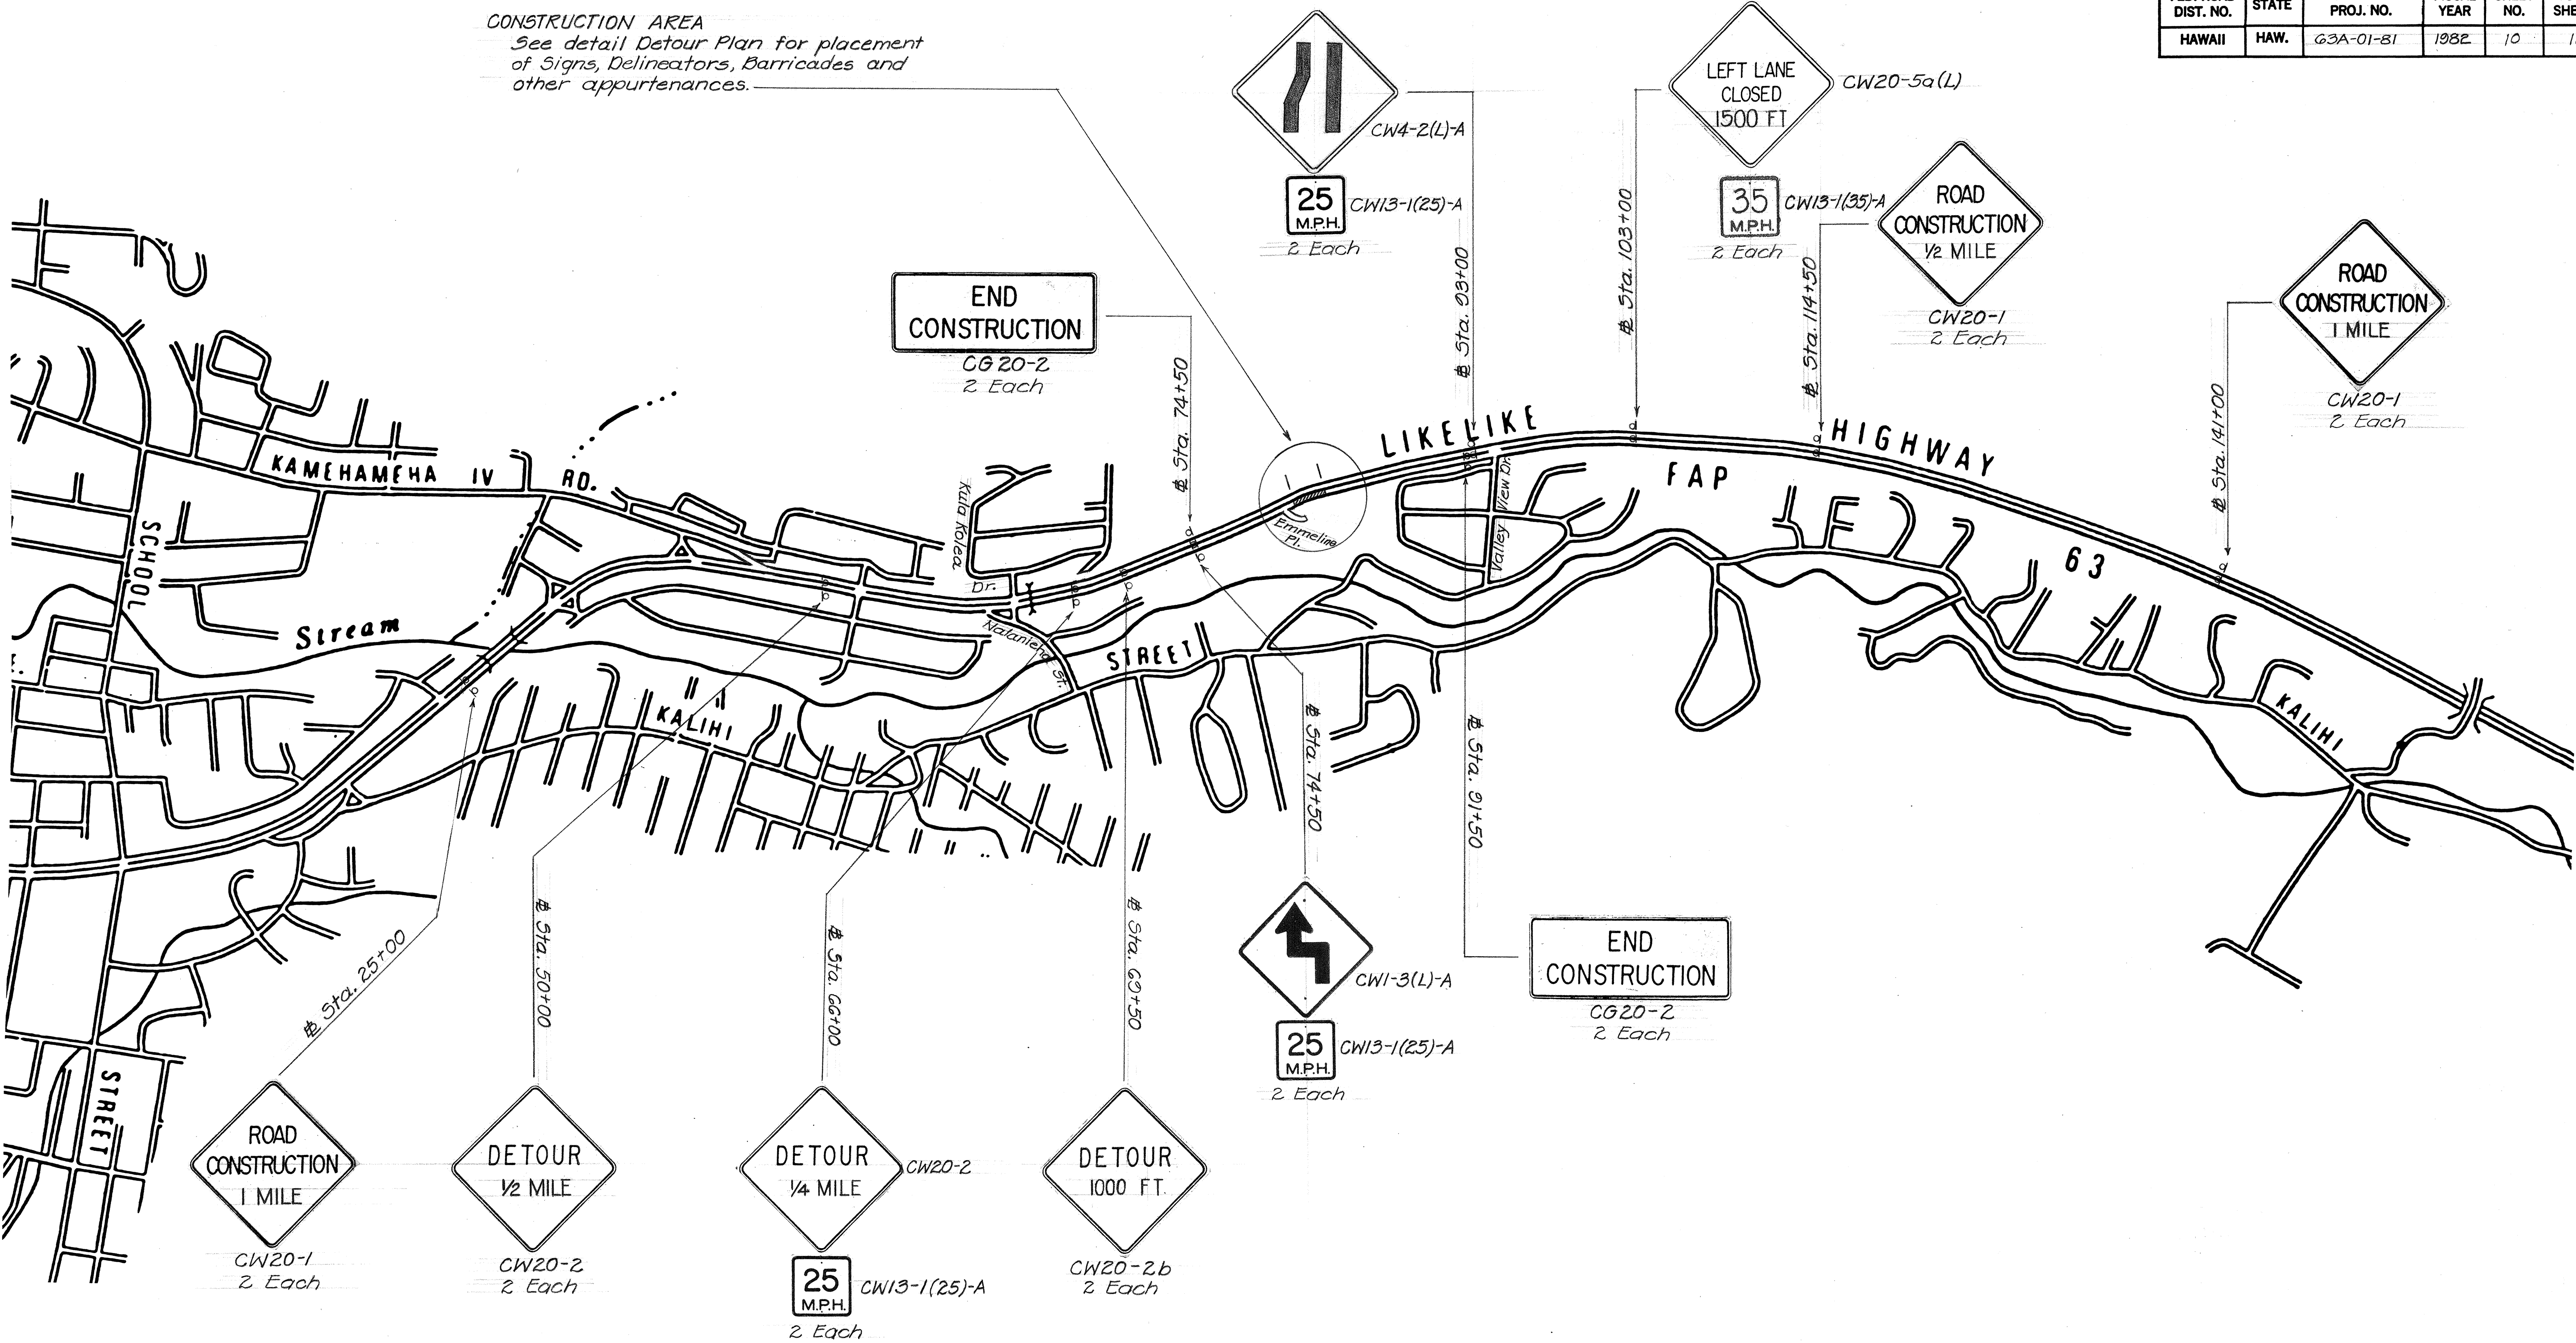 CONSTRUCTION AREA
See detail Detour Plan for placement
of Signs, Delineators, Barricades and
other appurtenances.
DIST. NO.
STATE
PROJ. NO.
YEAR
NO.
HAWAII
HAW.
63A-01-81
1982
10
CW4-2(L)-A
25
M.P.H.
CW13-1(25)-A
2 Each
LEFT LANE
CLOSED
1500 FT
CW20-5a(L)
35
M.P.H.
CW13-1(35)-A
2 Each
ROAD
CONSTRUCTION
1/2 MILE
CW20-1
2 Each
ROAD
CONSTRUCTION
1 MILE
CW20-1
2 Each
END
CONSTRUCTION
CG20-2
2 Each
Sta. 74+50
Sta. 93+00
Sta. 103+00
Sta. 114+50
Sta. 141+00
LIKELIKE HIGHWAY
FAP 63
KAMEHAMEHA IV RD.
SCHOOL
STREET
Stream
Kula Kolea
Dr.
Nalanieha St.
Emmeline
Pl.
Valley View Dr.
KALIHI
STREET
KALIHI
Sta. 25+00
Sta. 50+00
Sta. 66+00
Sta. 69+50
Sta. 74+50
Sta. 91+50
CW1-3(L)-A
25
M.P.H.
CW13-1(25)-A
2 Each
END
CONSTRUCTION
CG20-2
2 Each
ROAD
CONSTRUCTION
1 MILE
CW20-1
2 Each
DETOUR
1/2 MILE
CW20-2
2 Each
DETOUR
1/4 MILE
CW20-2
25
M.P.H.
CW13-1(25)-A
2 Each
DETOUR
1000 FT.
CW20-2b
2 Each